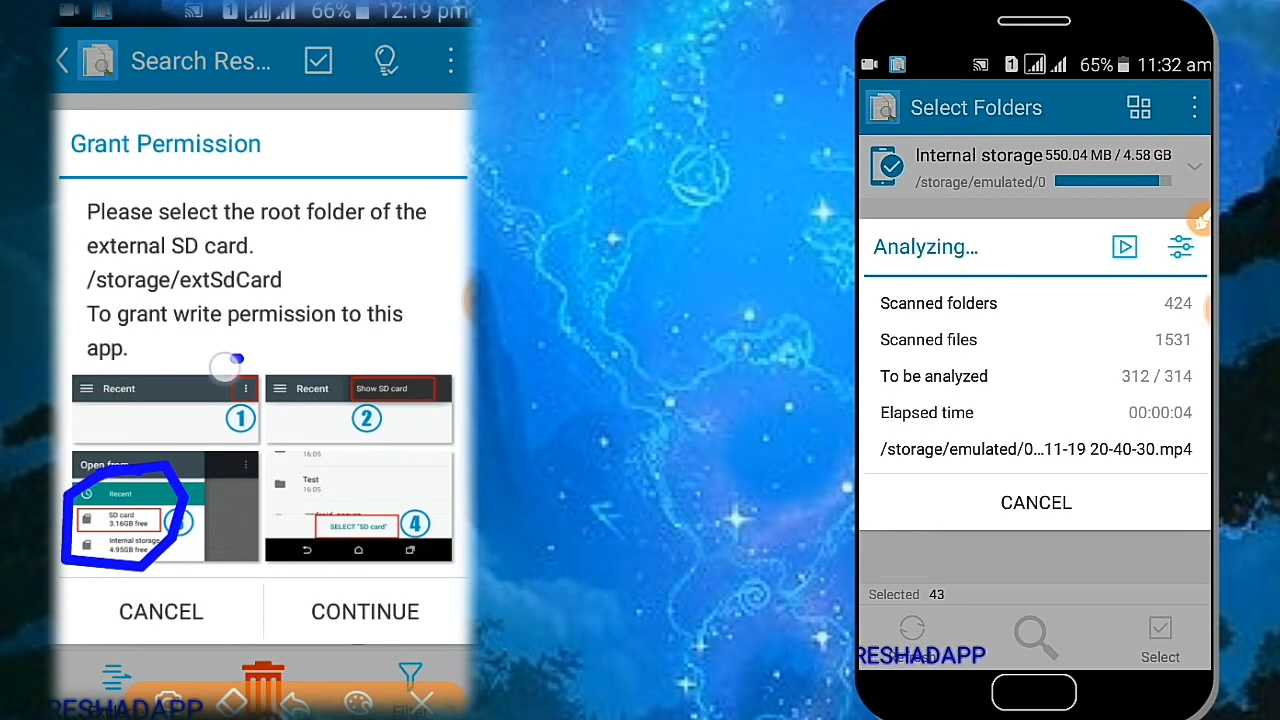 66% 12:19 pm
Search Res...
Grant Permission
Please select the root folder of the
external SD card.
/storage/extSdCard
To grant write permission to this
app.
Recent
1
Recent
Show SD card
2
Open from
Recent
SD card
3.16GB free
3
Internal storage
4.95GB free
16:05
Test
16:05
SELECT "SD card"
4
CANCEL
CONTINUE
RESHADAPP
1 65% 11:32 am
Select Folders
Internal storage 550.04 MB / 4.58 GB
/storage/emulated/0
Analyzing...
Scanned folders 424
Scanned files 1531
To be analyzed 312 / 314
Elapsed time 00:00:04
/storage/emulated/0...11-19 20-40-30.mp4
CANCEL
Selected 43
Select
RESHADAPP